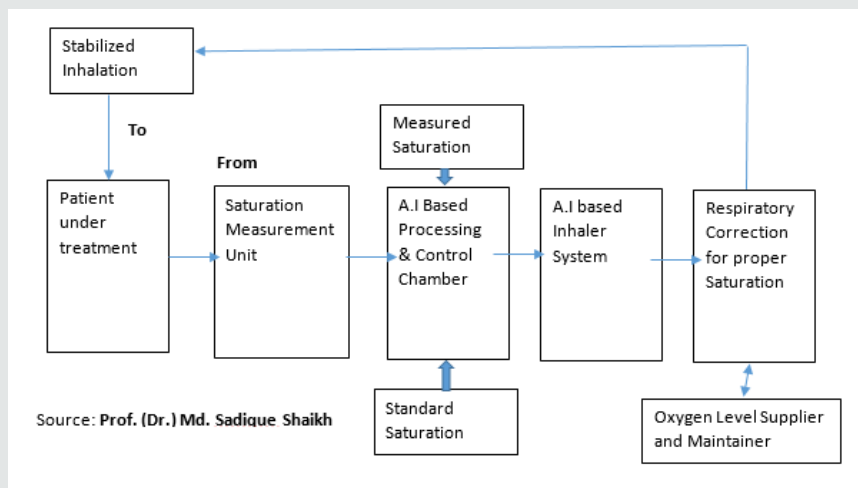 Stabilized
Inhalation
To
From
Measured
Saturation
Patient
under
treatment
Saturation
Measurement
Unit
A.I Based
Processing
& Control
Chamber
A.I based
Inhaler
System
Respiratory
Correction
for proper
Saturation
Source: Prof. (Dr.) Md. Sadique Shaikh
Standard
Saturation
Oxygen Level Supplier
and Maintainer